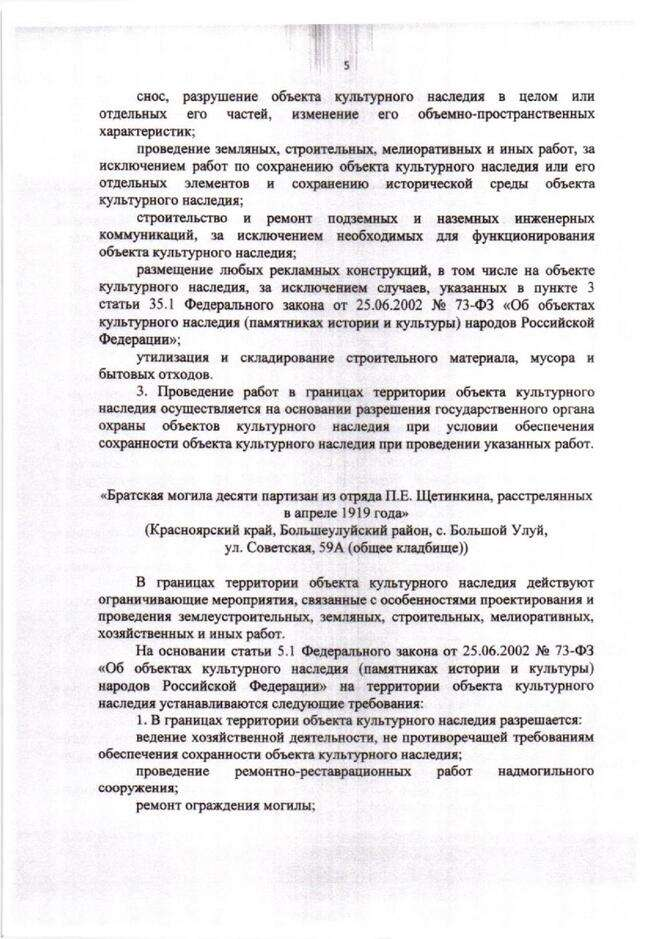 5
снос, разрушение объекта культурного наследия в целом или
отдельных его частей, изменение его объемно-пространственных
характеристик;
проведение земляных, строительных, мелиоративных и иных работ, за
исключением работ по сохранению объекта культурного наследия или его
отдельных элементов и сохранению исторической среды объекта
культурного наследия;
строительство и ремонт подземных и наземных инженерных
коммуникаций, за исключением необходимых для функционирования
объекта культурного наследия;
размещение любых рекламных конструкций, в том числе на объекте
культурного наследия, за исключением случаев, указанных в пункте 3
статьи 35.1 Федерального закона от 25.06.2002 № 73-ФЗ «Об объектах
культурного наследия (памятниках истории и культуры) народов Российской
Федерации»;
утилизация и складирование строительного материала, мусора и
бытовых отходов.
3. Проведение работ в границах территории объекта культурного
наследия осуществляется на основании разрешения государственного органа
охраны объектов культурного наследия при условии обеспечения
сохранности объекта культурного наследия при проведении указанных работ.
«Братская могила десяти партизан из отряда П.Е. Щетинкина, расстрелянных
в апреле 1919 года»
(Красноярский край, Большеулуйский район, с. Большой Улуй,
ул. Советская, 59А (общее кладбище))
В границах территории объекта культурного наследия действуют
ограничивающие мероприятия, связанные с особенностями проектирования и
проведения землеустроительных, земляных, строительных, мелиоративных,
хозяйственных и иных работ.
На основании статьи 5.1 Федерального закона от 25.06.2002 № 73-ФЗ
«Об объектах культурного наследия (памятниках истории и культуры)
народов Российской Федерации» на территории объекта культурного
наследия устанавливаются следующие требования:
1. В границах территории объекта культурного наследия разрешается:
ведение хозяйственной деятельности, не противоречащей требованиям
обеспечения сохранности объекта культурного наследия;
проведение ремонтно-реставрационных работ надмогильного
сооружения;
ремонт ограждения могилы;